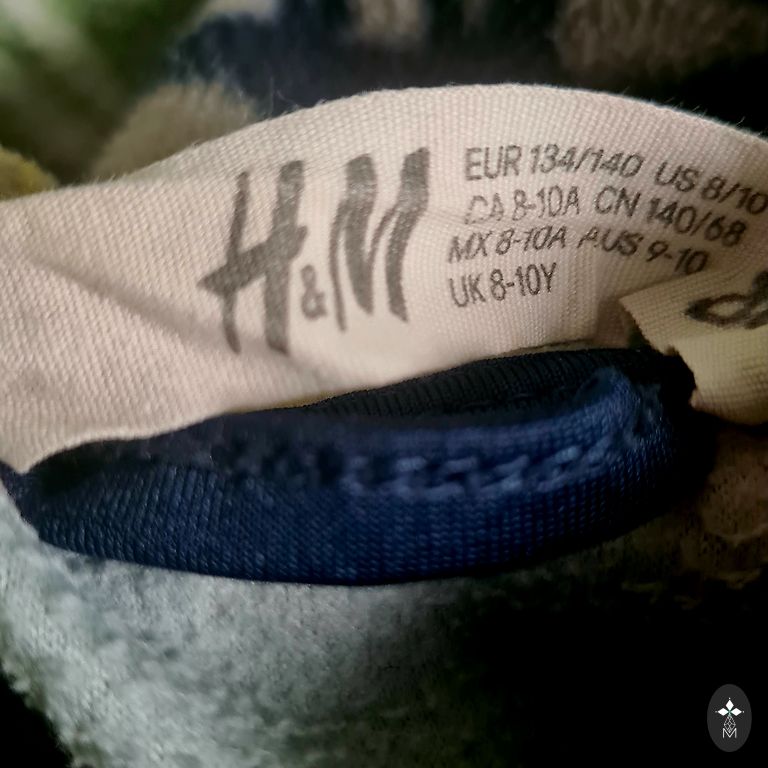 H&M
EUR 134/140 US 8/10
CA 8-10A CN 140/68
MX 8-10A AUS 9-10
UK 8-10Y